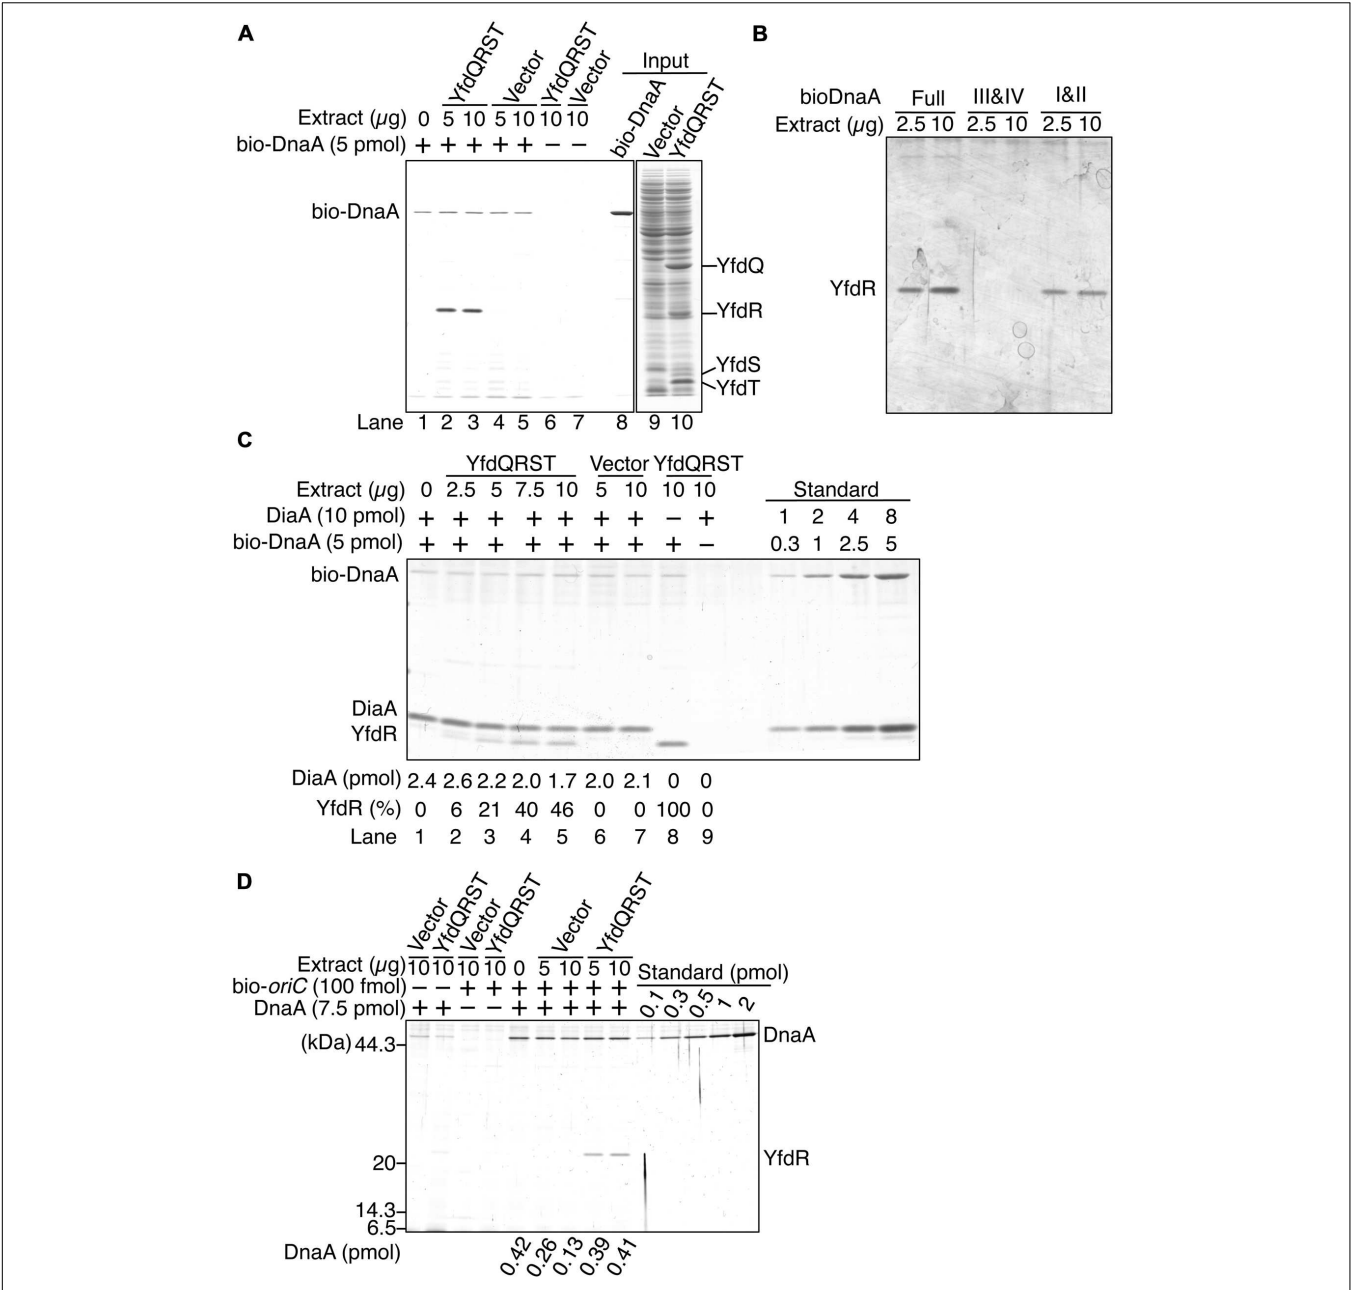 A
YfdQRST Vector YfdQRST Vector
Input
Extract (µg) 0 5 10 5 10 10 10
bio-DnaA (5 pmol) + + + + + − −
bio-DnaA Vector YfdQRST
bio-DnaA
YfdQ
YfdR
YfdS
YfdT
Lane 1 2 3 4 5 6 7 8 9 10
B
bioDnaA Full III&IV I&II
Extract (µg) 2.5 10 2.5 10 2.5 10
YfdR
C
YfdQRST Vector YfdQRST
Extract (µg) 0 2.5 5 7.5 10 5 10 10 10 Standard
DiaA (10 pmol) + + + + + + + − + 1 2 4 8
bio-DnaA (5 pmol) + + + + + + + + − 0.3 1 2.5 5
bio-DnaA
DiaA
YfdR
DiaA (pmol) 2.4 2.6 2.2 2.0 1.7 2.0 2.1 0 0
YfdR (%) 0 6 21 40 46 0 0 100 0
Lane 1 2 3 4 5 6 7 8 9
D
Vector YfdQRST Vector YfdQRST Vector YfdQRST
Extract (µg) 10 10 10 10 0 5 10 5 10 Standard (pmol)
bio-oriC (100 fmol) − − + + + + + + +
DnaA (7.5 pmol) + + − − + + + + + 0.1 0.3 0.5 1 2
DnaA
(kDa) 44.3
YfdR
20
14.3
6.5
DnaA (pmol) 0.42 0.26 0.13 0.39 0.41